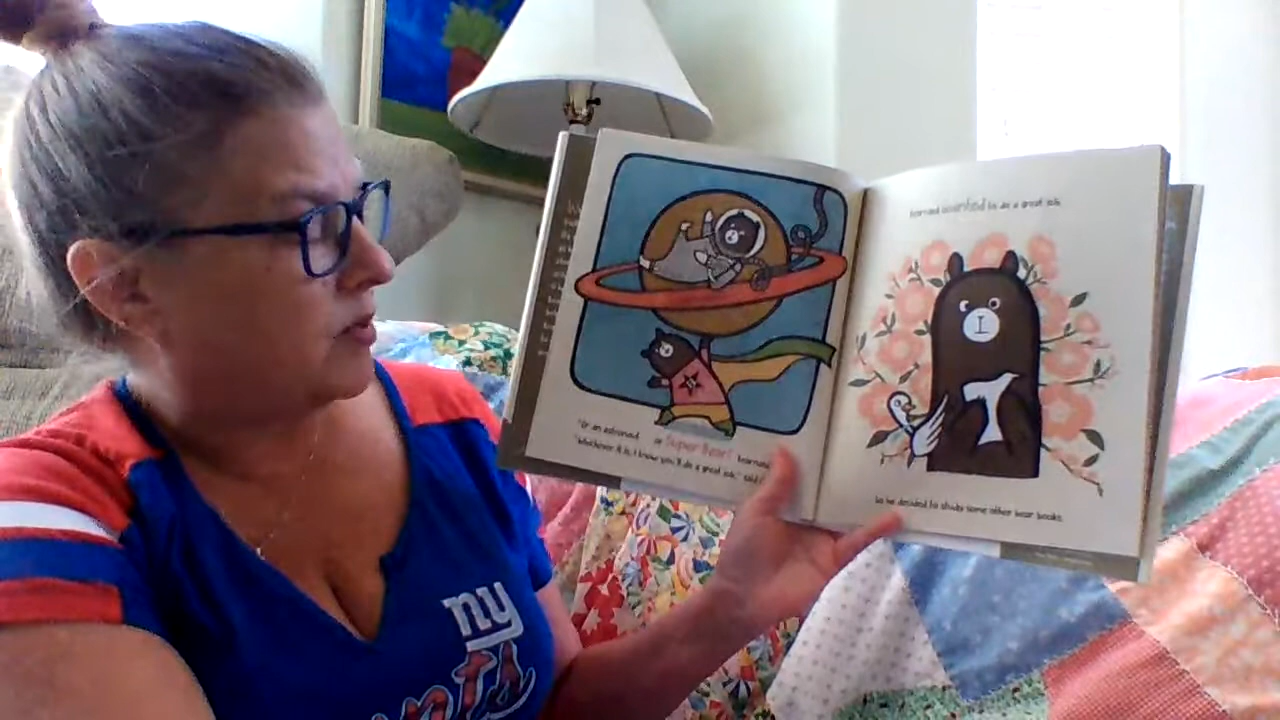 ny
"Or an astronaut... or Super Bear!" Bearnard
"Whichever it is, I know you'll do a great job," said
Bearnard wanted to do a great job.
So he decided to study some other bear books.